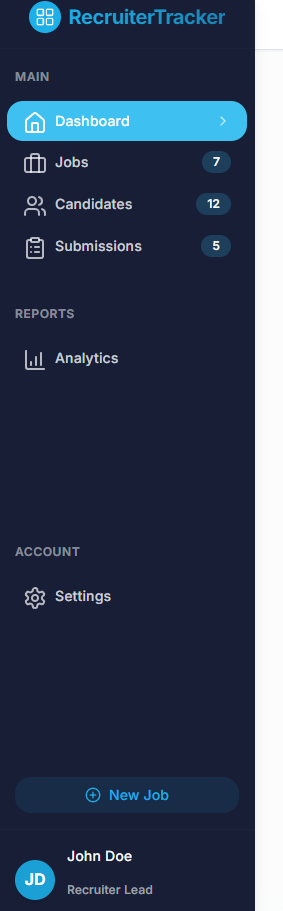 RecruiterTracker
MAIN
Dashboard
Jobs 7
Candidates 12
Submissions 5
REPORTS
Analytics
ACCOUNT
Settings
New Job
John Doe
JD
Recruiter Lead